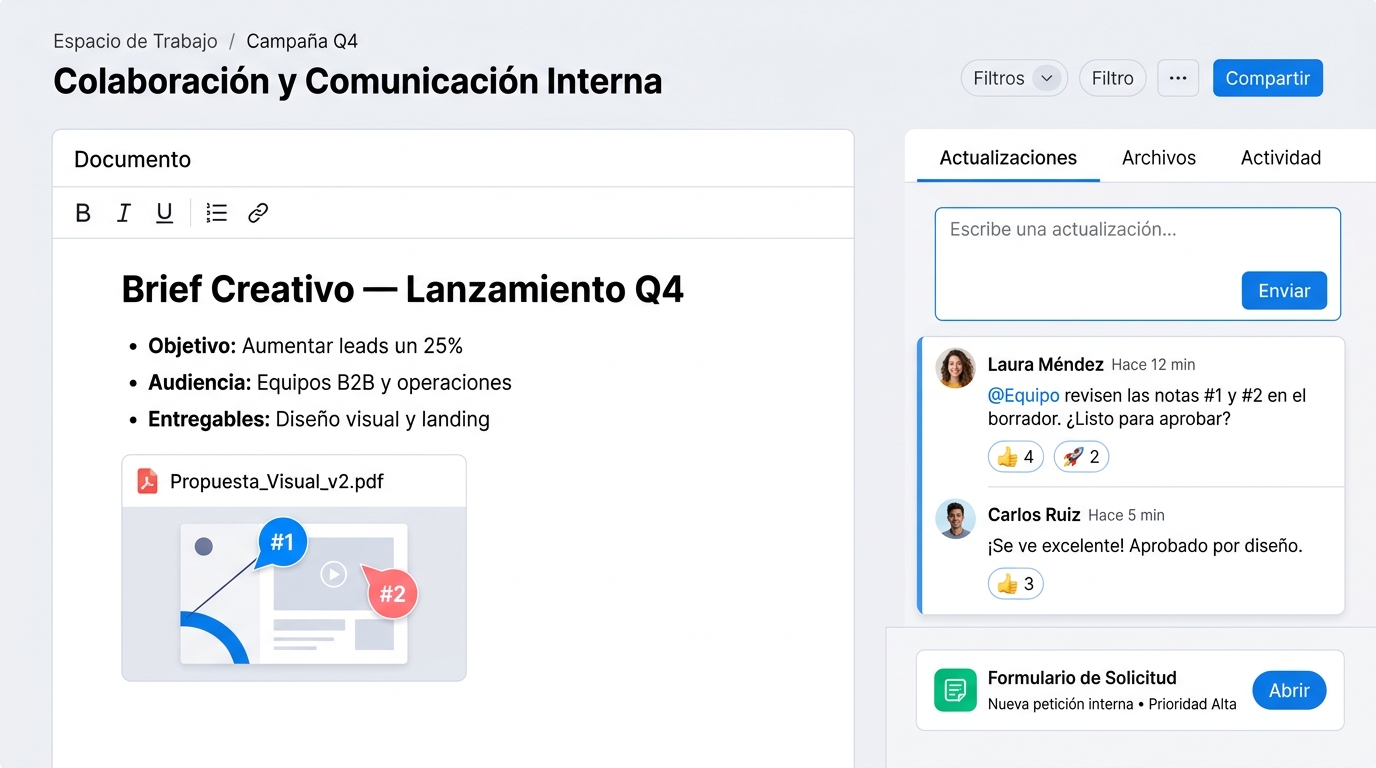 Espacio de Trabajo / Campaña Q4
Colaboración y Comunicación Interna
Filtros
Filtro
Compartir
Documento
B I U
Brief Creativo — Lanzamiento Q4
• Objetivo: Aumentar leads un 25%
• Audiencia: Equipos B2B y operaciones
• Entregables: Diseño visual y landing
Propuesta_Visual_v2.pdf
#1
#2
Actualizaciones
Archivos
Actividad
Escribe una actualización...
Enviar
Laura Méndez Hace 12 min
@Equipo revisen las notas #1 y #2 en el
borrador. ¿Listo para aprobar?
👍 4 🚀 2
Carlos Ruiz Hace 5 min
¡Se ve excelente! Aprobado por diseño.
👍 3
Formulario de Solicitud
Nueva petición interna • Prioridad Alta
Abrir